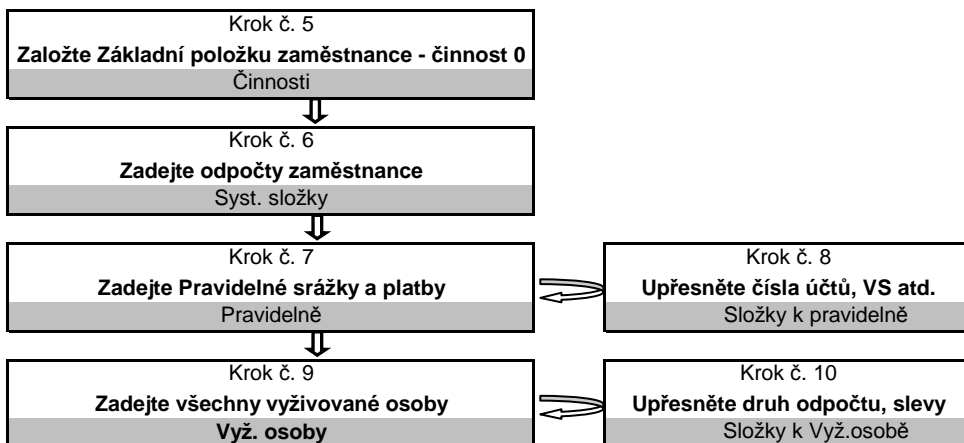 Krok č. 5
Založte Základní položku zaměstnance - činnost 0
Činnosti
Krok č. 6
Zadejte odpočty zaměstnance
Syst. složky
Krok č. 7
Zadejte Pravidelné srážky a platby
Pravidelně
Krok č. 8
Upřesněte čísla účtů, VS atd.
Složky k pravidelně
Krok č. 9
Zadejte všechny vyživované osoby
Vyž. osoby
Krok č. 10
Upřesněte druh odpočtu, slevy
Složky k Vyž.osobě